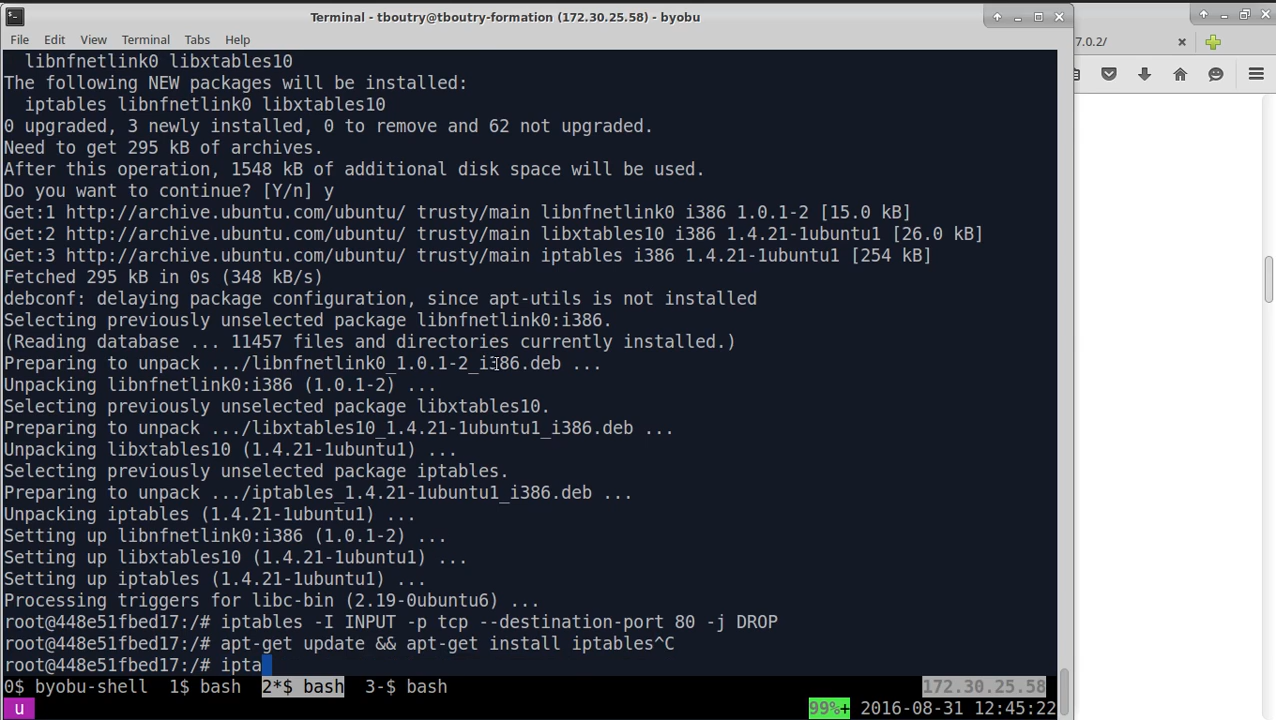 Terminal - tboutry@tboutry-formation (172.30.25.58) - byobu
7.0.2/
File Edit View Terminal Tabs Help
libnfnetlink0 libxtables10
The following NEW packages will be installed:
iptables libnfnetlink0 libxtables10
0 upgraded, 3 newly installed, 0 to remove and 62 not upgraded.
Need to get 295 kB of archives.
After this operation, 1548 kB of additional disk space will be used.
Do you want to continue? [Y/n] y
Get:1 http://archive.ubuntu.com/ubuntu/ trusty/main libnfnetlink0 i386 1.0.1-2 [15.0 kB]
Get:2 http://archive.ubuntu.com/ubuntu/ trusty/main libxtables10 i386 1.4.21-1ubuntu1 [26.0 kB]
Get:3 http://archive.ubuntu.com/ubuntu/ trusty/main iptables i386 1.4.21-1ubuntu1 [254 kB]
Fetched 295 kB in 0s (348 kB/s)
debconf: delaying package configuration, since apt-utils is not installed
Selecting previously unselected package libnfnetlink0:i386.
(Reading database ... 11457 files and directories currently installed.)
Preparing to unpack .../libnfnetlink0_1.0.1-2_i386.deb ...
Unpacking libnfnetlink0:i386 (1.0.1-2) ...
Selecting previously unselected package libxtables10.
Preparing to unpack .../libxtables10_1.4.21-1ubuntu1_i386.deb ...
Unpacking libxtables10 (1.4.21-1ubuntu1) ...
Selecting previously unselected package iptables.
Preparing to unpack .../iptables_1.4.21-1ubuntu1_i386.deb ...
Unpacking iptables (1.4.21-1ubuntu1) ...
Setting up libnfnetlink0:i386 (1.0.1-2) ...
Setting up libxtables10 (1.4.21-1ubuntu1) ...
Setting up iptables (1.4.21-1ubuntu1) ...
Processing triggers for libc-bin (2.19-0ubuntu6) ...
root@448e51fbed17:/# iptables -I INPUT -p tcp --destination-port 80 -j DROP
root@448e51fbed17:/# apt-get update && apt-get install iptables^C
root@448e51fbed17:/# ipta
0$ byobu-shell 1$ bash 2*$ bash 3-$ bash 172.30.25.58
u 99%+ 2016-08-31 12:45:22